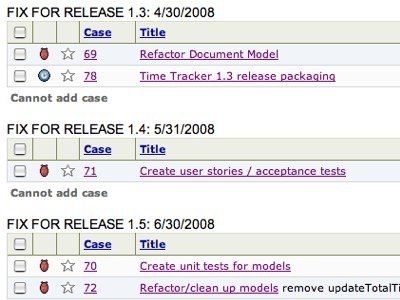 FIX FOR RELEASE 1.3: 4/30/2008
Case Title
69 Refactor Document Model
78 Time Tracker 1.3 release packaging
Cannot add case
FIX FOR RELEASE 1.4: 5/31/2008
Case Title
71 Create user stories / acceptance tests
Cannot add case
FIX FOR RELEASE 1.5: 6/30/2008
Case Title
70 Create unit tests for models
72 Refactor/clean up models remove updateTotalTi